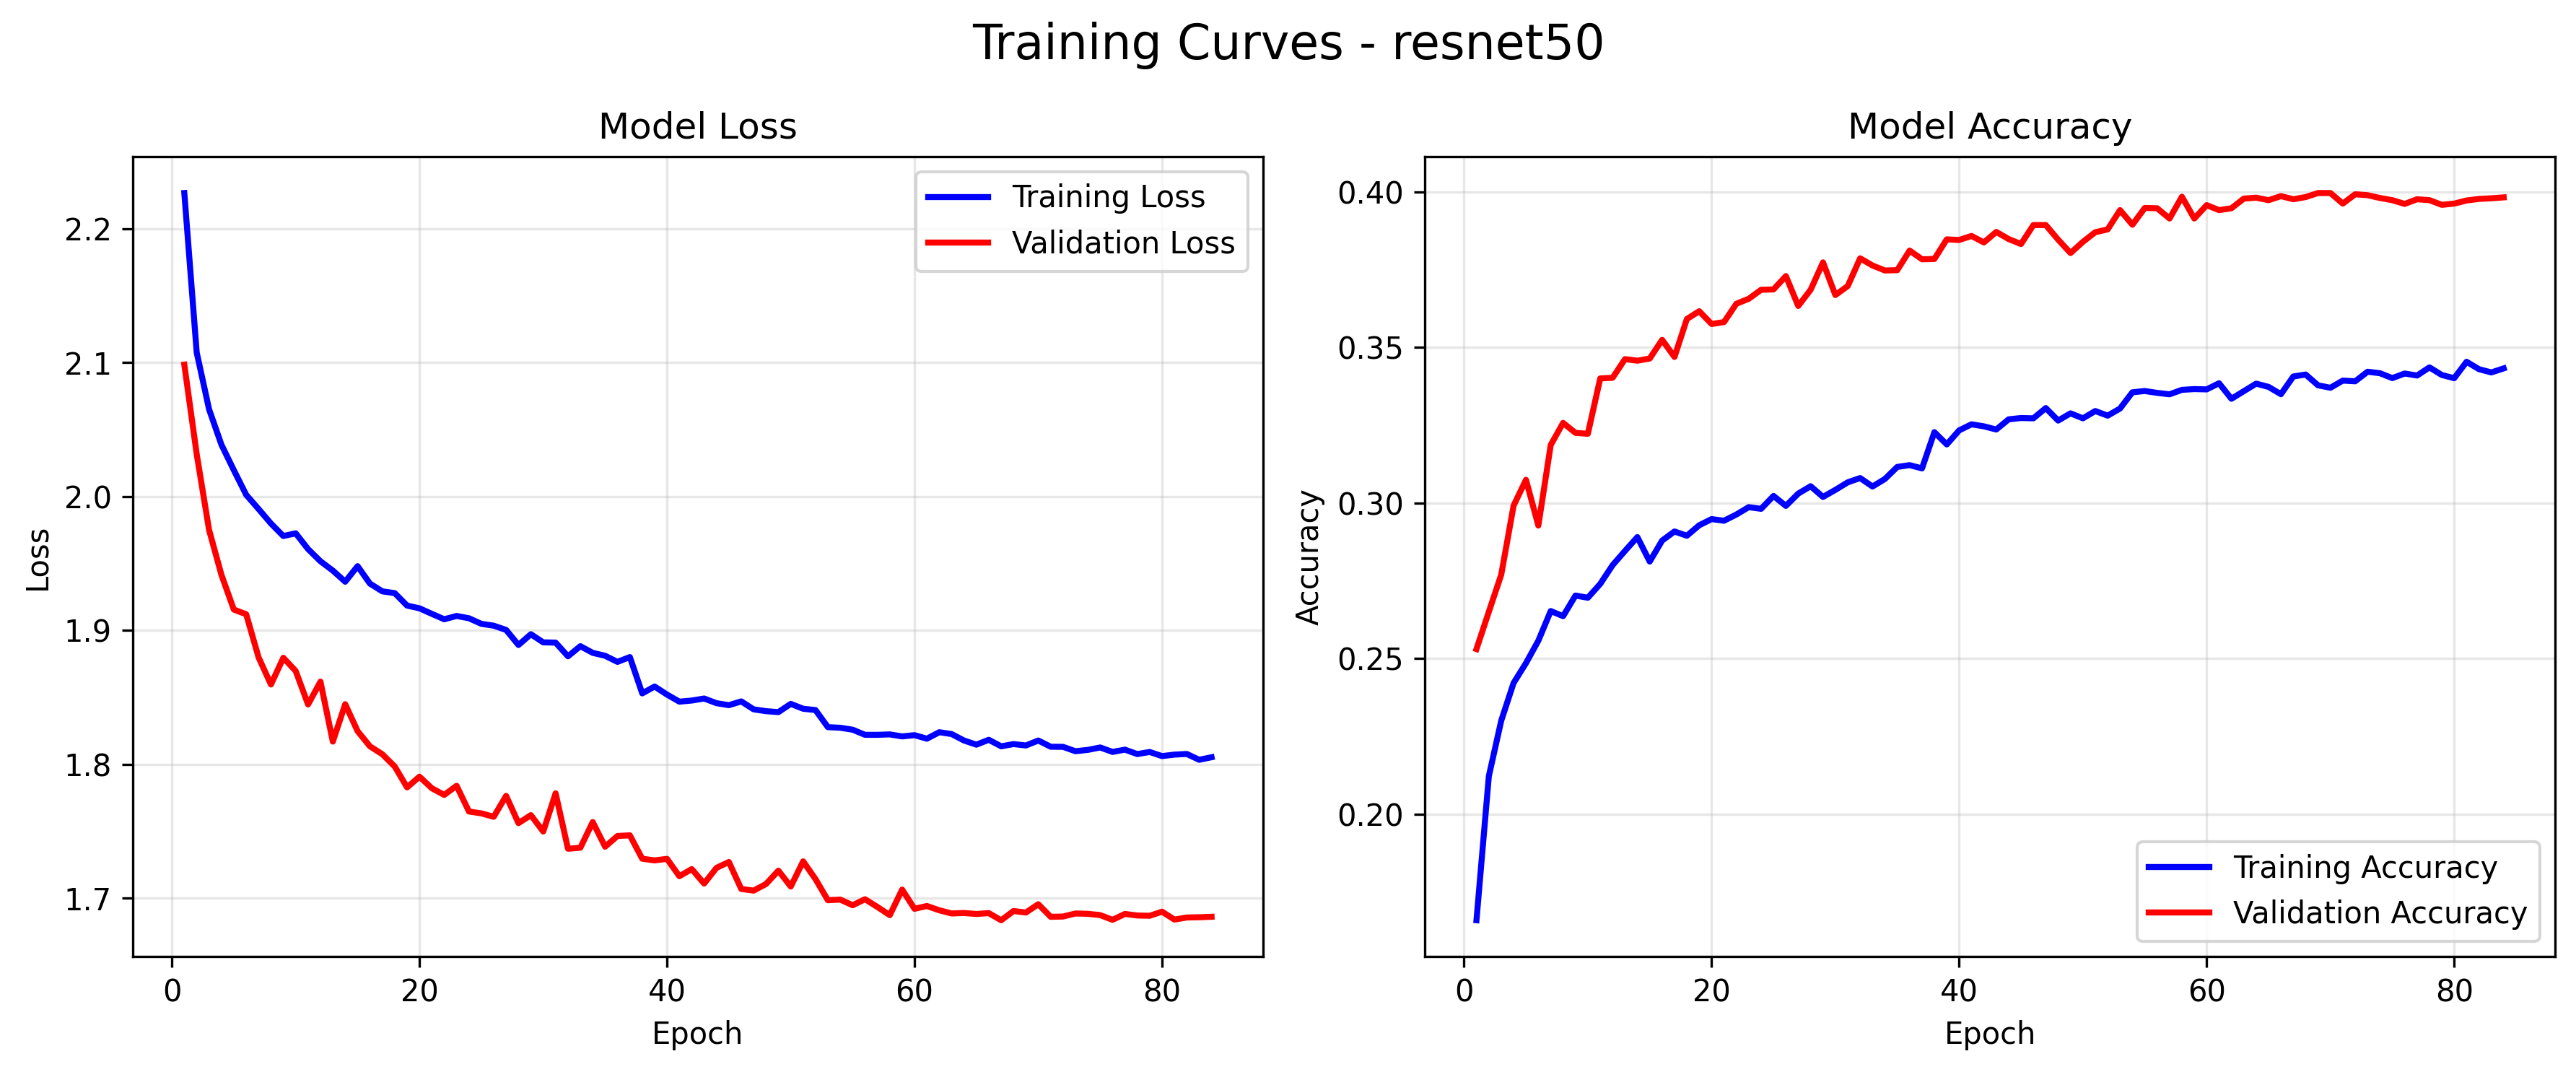 Training Curves - resnet50
Model Loss
Training Loss
Validation Loss
2.2
2.1
2.0
1.9
1.8
1.7
Loss
0
20
40
60
80
Epoch
Model Accuracy
0.40
0.35
0.30
0.25
0.20
Accuracy
Training Accuracy
Validation Accuracy
0
20
40
60
80
Epoch